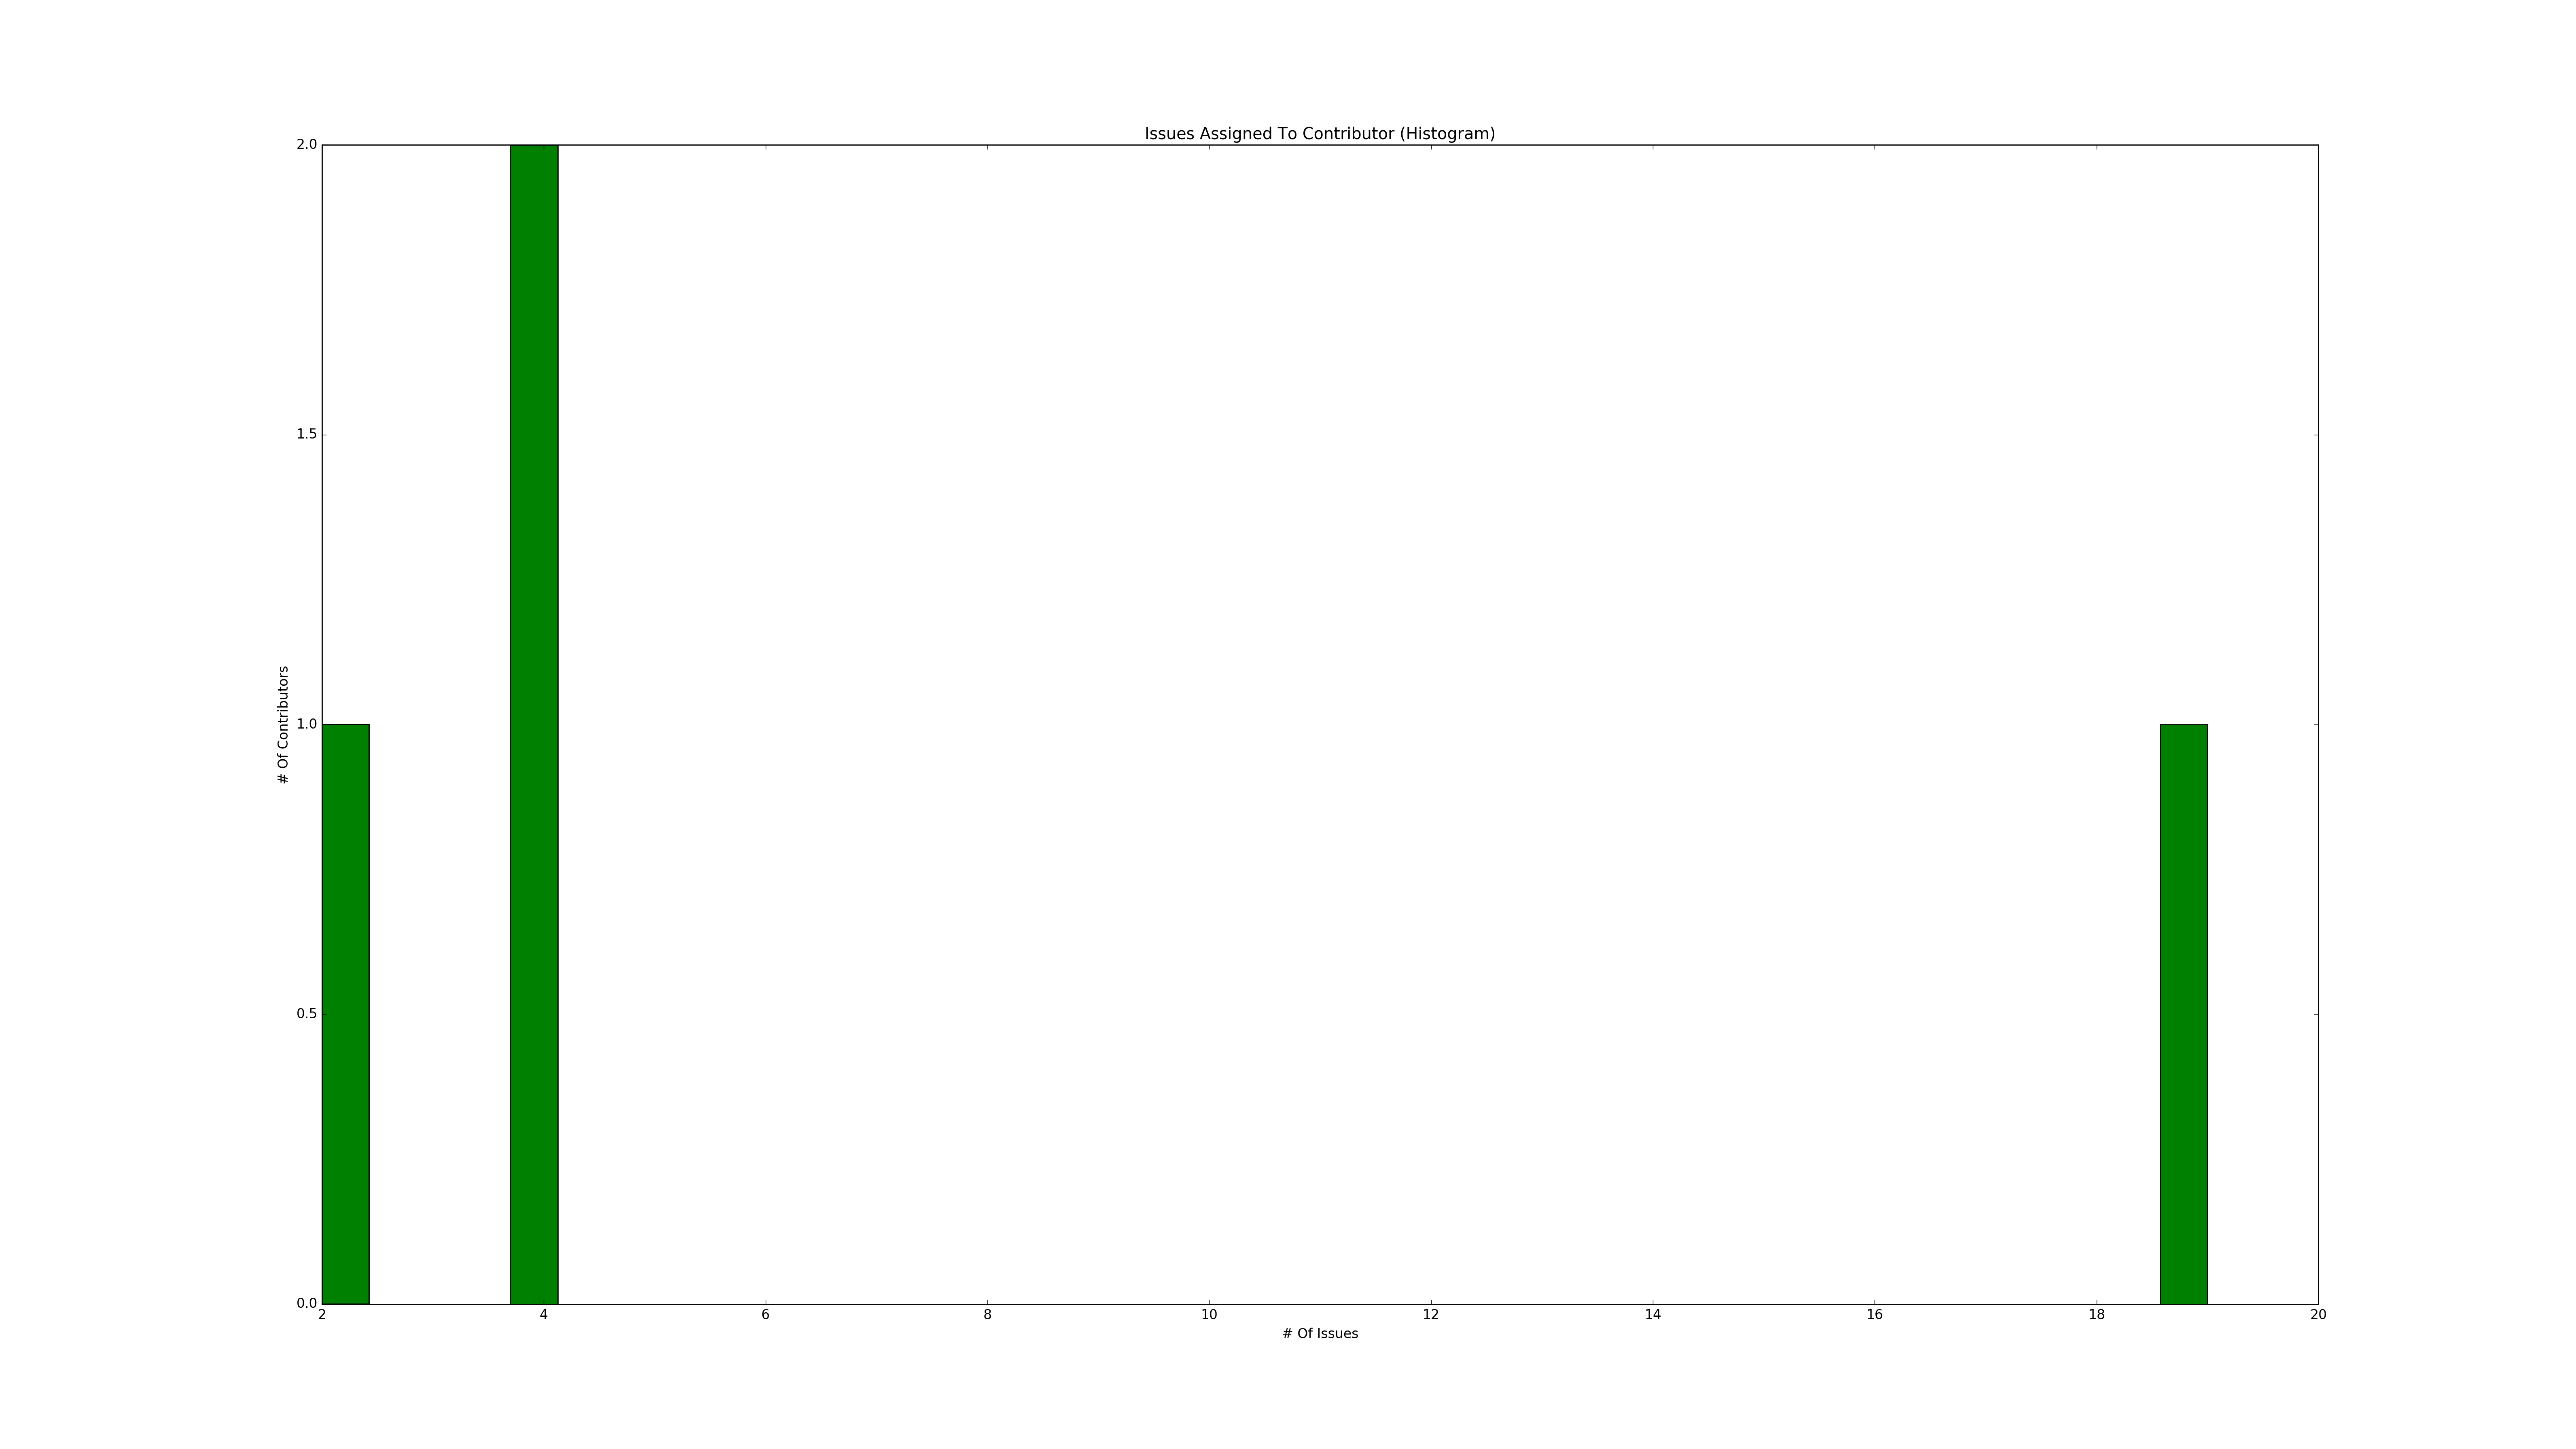 Issues Assigned To Contributor (Histogram)
2.0
1.5
1.0
0.5
0.0
# Of Contributors
2 4 6 8 10 12 14 16 18 20
# Of Issues